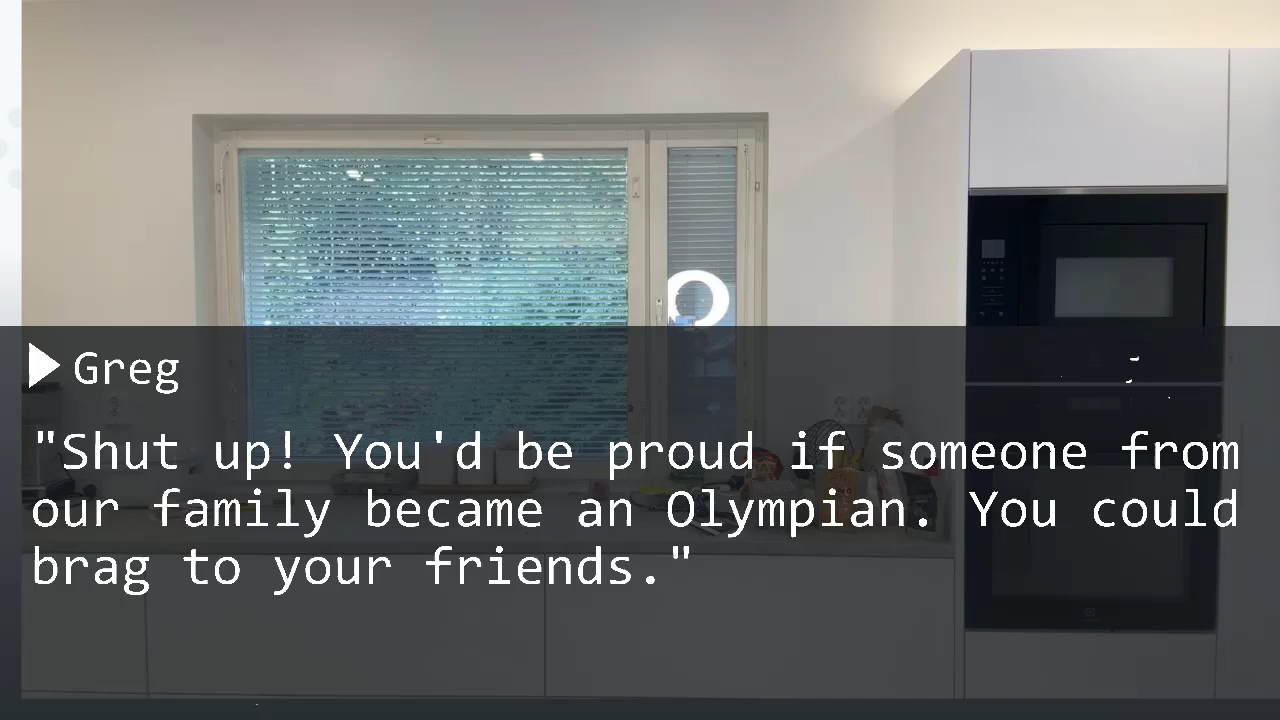 Greg
"Shut up! You'd be proud if someone from
our family became an Olympian. You could
brag to your friends."